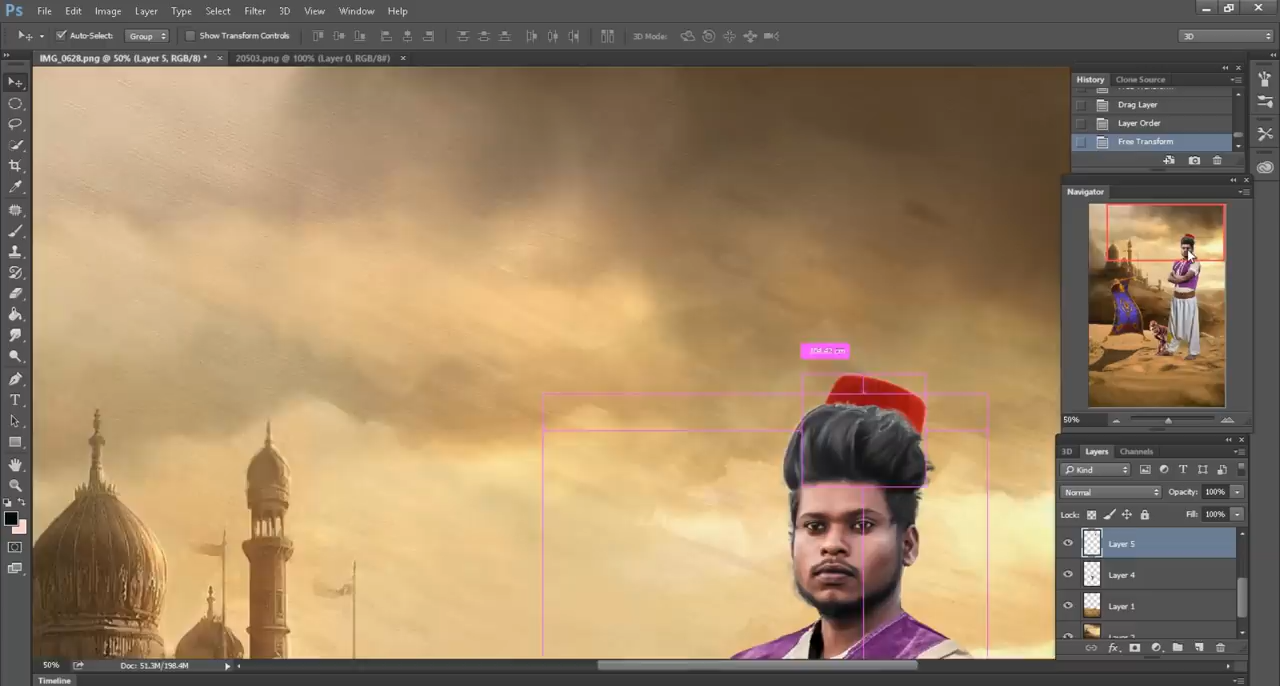 Ps File Edit Image Layer Type Select Filter 3D View Window Help
Auto-Select: Group Show Transform Controls 3D Mode: 3D
IMG_0628.png @ 50% (Layer 5, RGB/8) * × 20503.png @ 100% (Layer 0, RGB/8#) ×
History Clone Source
Free Transform
Drag Layer
Layer Order
Free Transform
Navigator
50%
3D Layers Channels
Kind
Normal Opacity: 100%
Lock: Fill: 100%
Layer 5
Layer 4
Layer 1
50% Doc: 51.3M/198.4M
Timeline